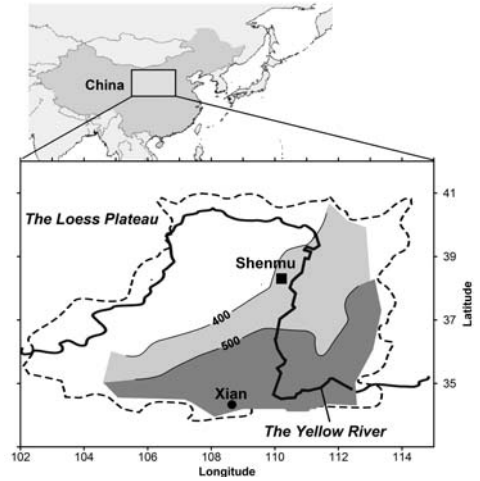 China
41
The Loess Plateau
39
Shenmu
400
37
500
Latitude
35
Xian
The Yellow River
102 104 106 108 110 112 114
Longitude